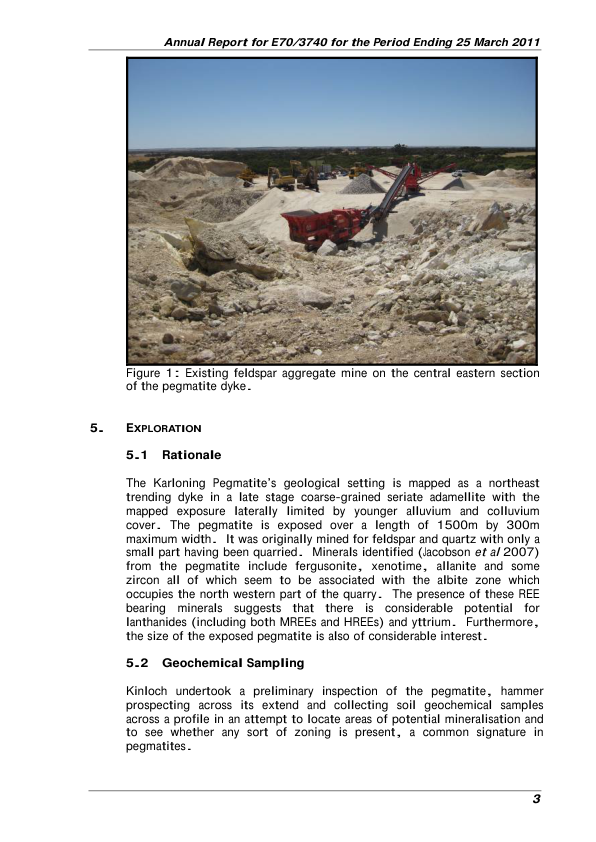 Annual Report for E70/3740 for the Period Ending 25 March 2011
Figure 1: Existing feldspar aggregate mine on the central eastern section
of the pegmatite dyke.
5. EXPLORATION
5.1 Rationale
The Karloning Pegmatite's geological setting is mapped as a northeast
trending dyke in a late stage coarse-grained seriate adamellite with the
mapped exposure laterally limited by younger alluvium and colluvium
cover. The pegmatite is exposed over a length of 1500m by 300m
maximum width. It was originally mined for feldspar and quartz with only a
small part having been quarried. Minerals identified (Jacobson et al 2007)
from the pegmatite include fergusonite, xenotime, allanite and some
zircon all of which seem to be associated with the albite zone which
occupies the north western part of the quarry. The presence of these REE
bearing minerals suggests that there is considerable potential for
lanthanides (including both MREEs and HREEs) and yttrium. Furthermore,
the size of the exposed pegmatite is also of considerable interest.
5.2 Geochemical Sampling
Kinloch undertook a preliminary inspection of the pegmatite, hammer
prospecting across its extend and collecting soil geochemical samples
across a profile in an attempt to locate areas of potential mineralisation and
to see whether any sort of zoning is present, a common signature in
pegmatites.
3